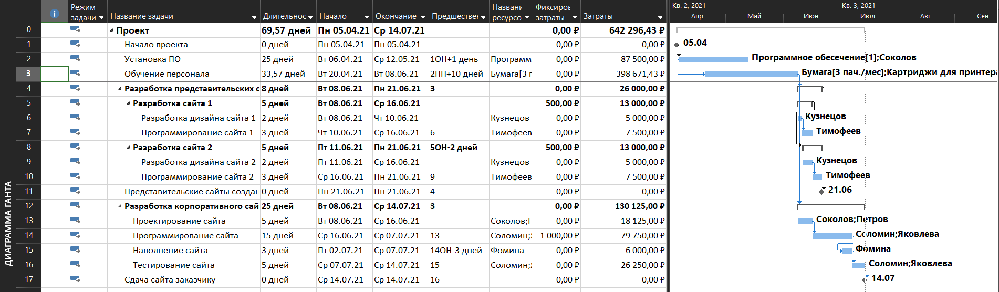 Режим задачи Название задачи Длительнос Начало Окончание Предшествен Названи ресурсо Фиксиров затраты Затраты
Кв. 2, 2021 Кв. 3, 2021
Апр Май Июн Июл Авг Сен
0 Проект 69,57 дней Пн 05.04.21 Ср 14.07.21 0,00 ₽ 642 296,43 ₽
1 Начало проекта 0 дней Пн 05.04.21 Пн 05.04.21 0,00 ₽ 0,00 ₽ 05.04
2 Установка ПО 25 дней Вт 06.04.21 Ср 12.05.21 1ОН+1 день Программ 0,00 ₽ 87 500,00 ₽ Программное обесечение[1];Соколов
3 Обучение персонала 33,57 дней Вт 20.04.21 Вт 08.06.21 2НН+10 дней Бумага[3 г 0,00 ₽ 398 671,43 ₽ Бумага[3 пач./мес];Картриджи для принтера
4 Разработка представительских с 8 дней Вт 08.06.21 Пн 21.06.21 3 0,00 ₽ 26 000,00 ₽
5 Разработка сайта 1 5 дней Вт 08.06.21 Ср 16.06.21 500,00 ₽ 13 000,00 ₽
6 Разработка дизайна сайта 1 2 дней Вт 08.06.21 Чт 10.06.21 Кузнецов 0,00 ₽ 5 000,00 ₽ Кузнецов
7 Программирование сайта 1 3 дней Чт 10.06.21 Ср 16.06.21 6 Тимофеев 0,00 ₽ 7 500,00 ₽ Тимофеев
8 Разработка сайта 2 5 дней Пт 11.06.21 Пн 21.06.21 5ОН-2 дней 500,00 ₽ 13 000,00 ₽
9 Разработка дизайна сайта 2 2 дней Пт 11.06.21 Ср 16.06.21 Кузнецов 0,00 ₽ 5 000,00 ₽ Кузнецов
10 Программирование сайта 2 3 дней Ср 16.06.21 Пн 21.06.21 9 Тимофеев 0,00 ₽ 7 500,00 ₽ Тимофеев
11 Представительские сайты создан 0 дней Пн 21.06.21 Пн 21.06.21 4 0,00 ₽ 0,00 ₽ 21.06
12 Разработка корпоративного сай 25 дней Вт 08.06.21 Ср 14.07.21 3 0,00 ₽ 130 125,00 ₽
13 Проектирование сайта 5 дней Вт 08.06.21 Ср 16.06.21 Соколов;Г 0,00 ₽ 18 125,00 ₽ Соколов;Петров
14 Программирование сайта 15 дней Ср 16.06.21 Ср 07.07.21 13 Соломин; 1 000,00 ₽ 79 750,00 ₽ Соломин;Яковлева
15 Наполнение сайта 3 дней Пт 02.07.21 Ср 07.07.21 14ОН-3 дней Фомина 0,00 ₽ 6 000,00 ₽ Фомина
16 Тестирование сайта 5 дней Ср 07.07.21 Ср 14.07.21 15 Соломин; 0,00 ₽ 26 250,00 ₽ Соломин;Яковлева
17 Сдача сайта заказчику 0 дней Ср 14.07.21 Ср 14.07.21 16 0,00 ₽ 0,00 ₽ 14.07
ДИАГРАММА ГАНТА